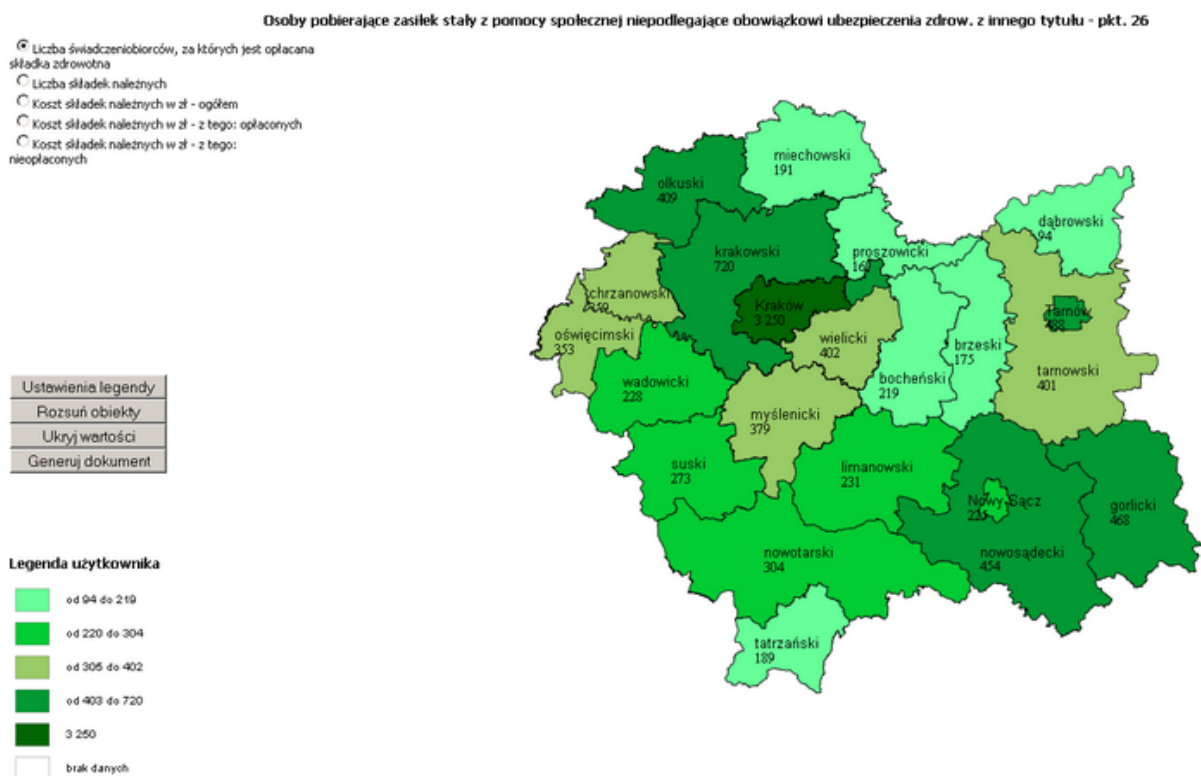 Osoby pobierające zasiłek stały z pomocy społecznej niepodlegające obowiązkowi ubezpieczenia zdrow. z innego tytułu - pkt. 26
Liczba świadczeniobiorców, za których jest opłacana
składka zdrowotna
Liczba składek należnych
Koszt składek należnych w zł - ogółem
Koszt składek należnych w zł - z tego: opłaconych
Koszt składek należnych w zł - z tego:
nieopłaconych
miechowski
191
olkuski
409
dąbrowski
94
krakowski
720
proszowicki
chrzanowski
Kraków
3 250
Tarnów
488
oświęcimski
353
wielicki
402
brzeski
175
tarnowski
401
wadowicki
228
bocheński
219
myślenicki
379
suski
273
limanowski
231
Nowy Sącz
gorlicki
468
nowotarski
304
nowosądecki
454
tatrzański
189
Ustawienia legendy
Rozsuń obiekty
Ukryj wartości
Generuj dokument
Legenda użytkownika
od 94 do 219
od 220 do 304
od 305 do 402
od 403 do 720
3 250
brak danych